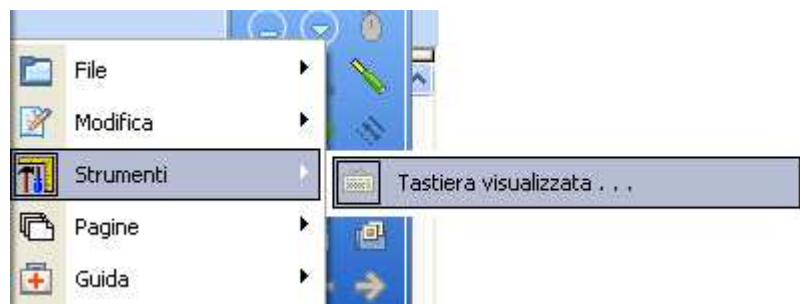 File
Modifica
Strumenti
Tastiera visualizzata . . .
Pagine
Guida